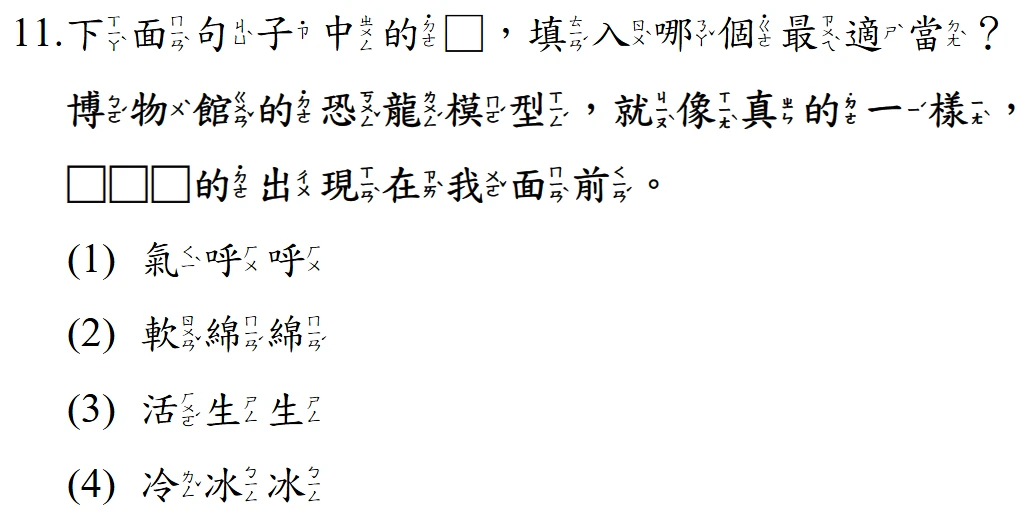 11.下面句子中的□，填入哪個最適當？
博物館的恐龍模型，就像真的一樣，
□□□的出現在我面前。
(1) 氣呼呼
(2) 軟綿綿
(3) 活生生
(4) 冷冰冰